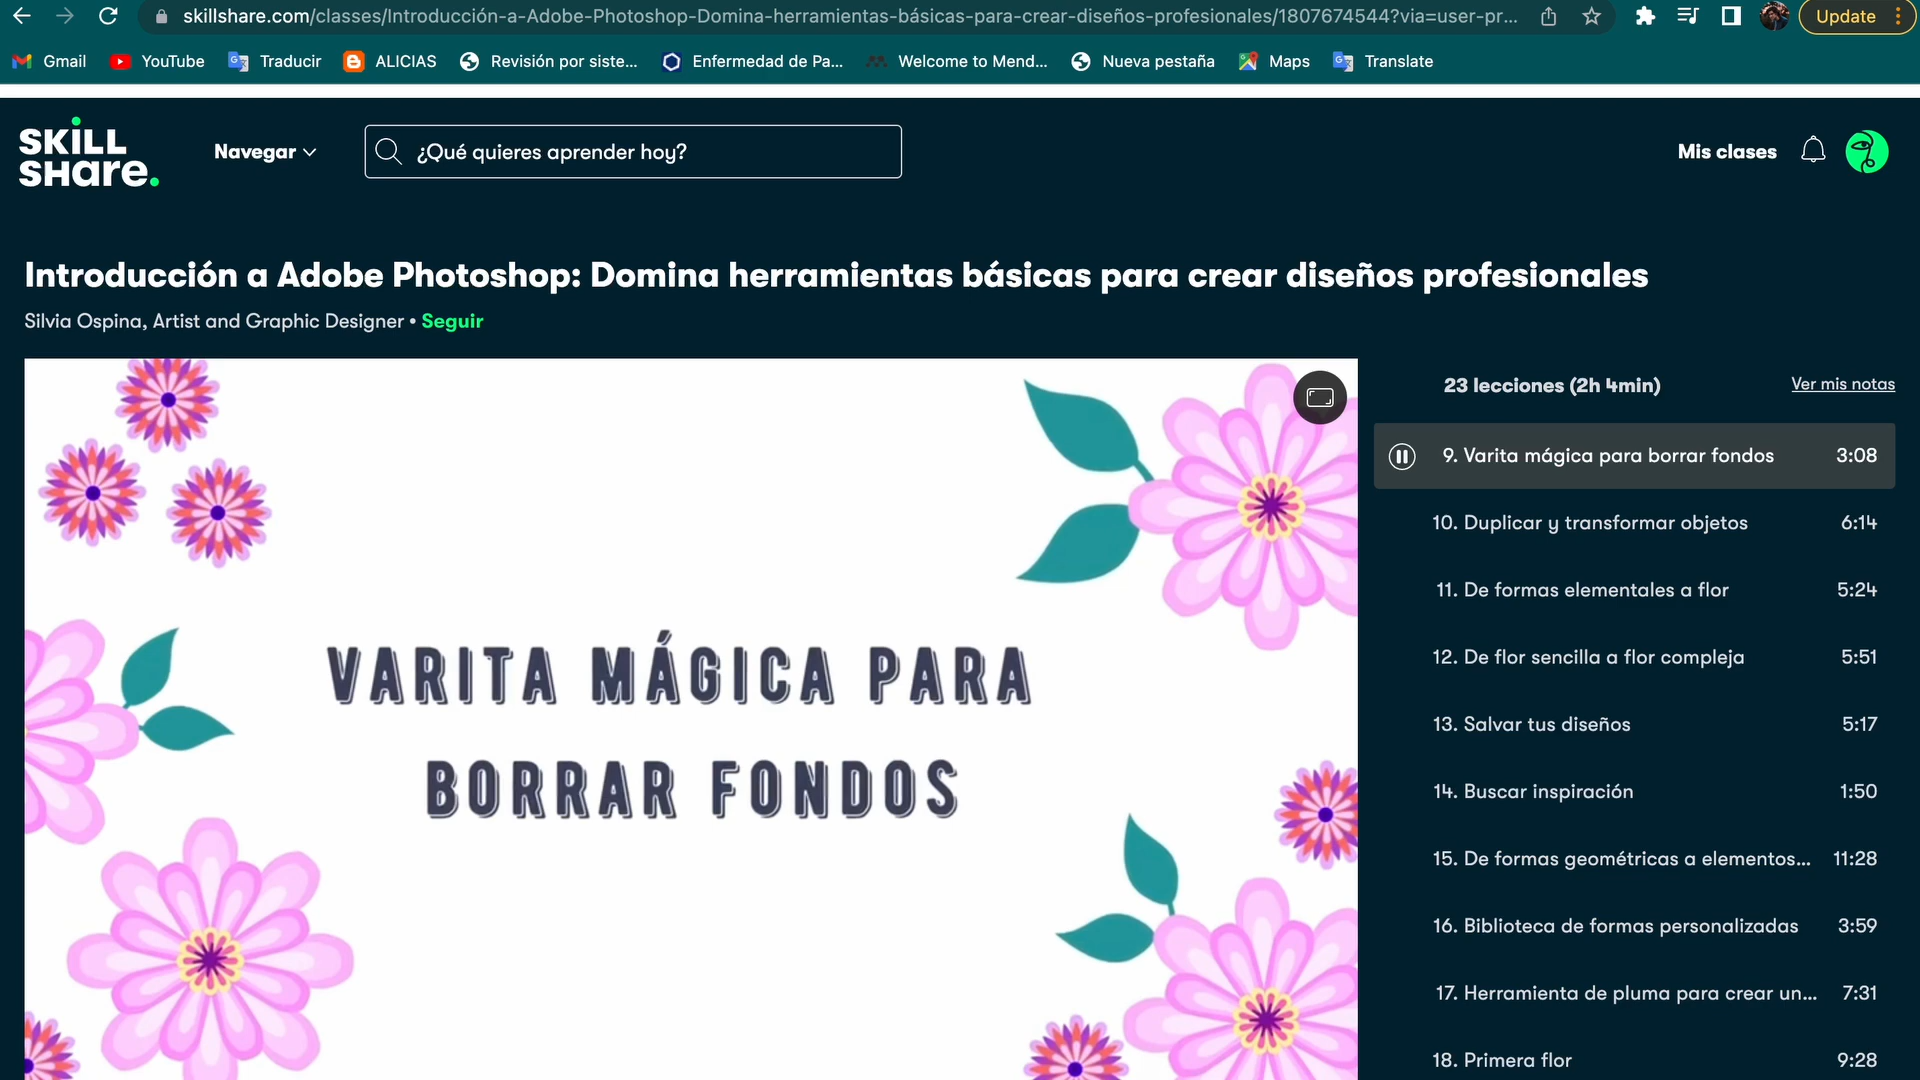 skillshare.com/classes/Introducción-a-Adobe-Photoshop-Domina-herramientas-básicas-para-crear-diseños-profesionales/1807674544?via=user-pr...
Update
Gmail
YouTube
Traducir
ALICIAS
Revisión por siste...
Enfermedad de Pa...
Welcome to Mend...
Nueva pestaña
Maps
Translate
SKILL
SHare.
Navegar
¿Qué quieres aprender hoy?
Mis clases
Introducción a Adobe Photoshop: Domina herramientas básicas para crear diseños profesionales
Silvia Ospina, Artist and Graphic Designer • Seguir
VARITA MÁGICA PARA
BORRAR FONDOS
23 lecciones (2h 4min)
Ver mis notas
9. Varita mágica para borrar fondos 3:08
10. Duplicar y transformar objetos 6:14
11. De formas elementales a flor 5:24
12. De flor sencilla a flor compleja 5:51
13. Salvar tus diseños 5:17
14. Buscar inspiración 1:50
15. De formas geométricas a elementos... 11:28
16. Biblioteca de formas personalizadas 3:59
17. Herramienta de pluma para crear un... 7:31
18. Primera flor 9:28